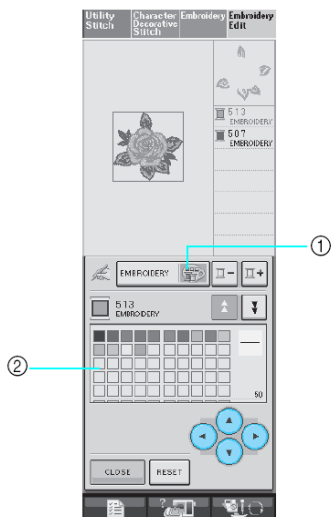 Utility Stitch
Character Decorative Stitch
Embroidery
Embroidery Edit
513
EMBROIDERY
507
EMBROIDERY
①
EMBROIDERY
−
+
513
EMBROIDERY
②
50
CLOSE
RESET
?